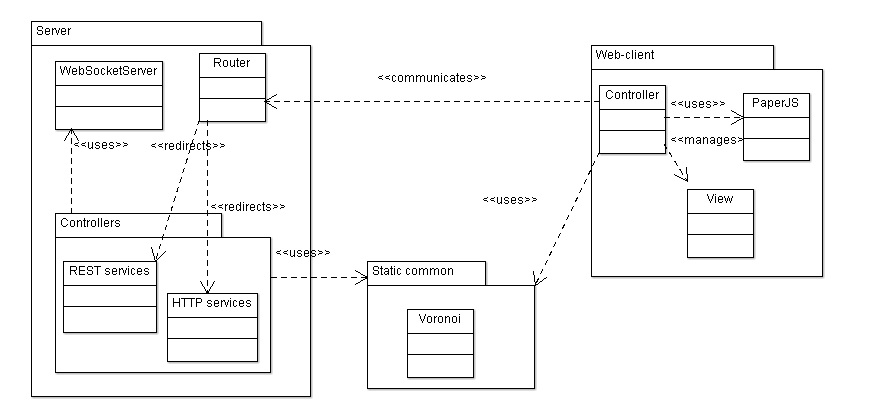 Server
Web-client
WebSocketServer
Router
<<communicates>>
Controller
<<uses>>
PaperJS
<<manages>
<<uses>>
<<redirects>>
<<uses>>
View
<<redirects>>
Controllers
<<uses>>
REST services
Static common
HTTP services
Voronoi